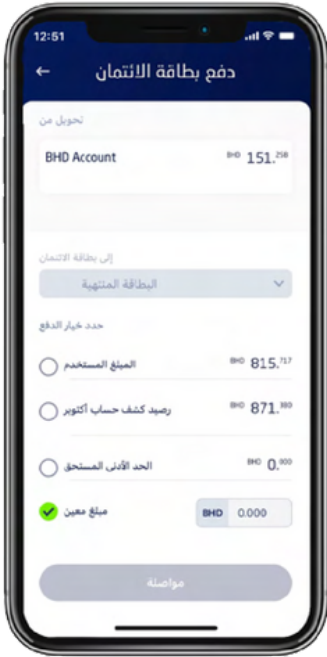 12:51
دفع بطاقة الائتمان
تحويل من
BHD Account BHD 151.258
إلى بطاقة الائتمان
البطاقة المنتهية
حدد خيار الدفع
المبلغ المستخدم BHD 815.717
رصيد كشف حساب أكتوبر BHD 871.393
الحد الأدنى المستحق BHD 0.000
مبلغ معين BHD 0.000
مواصلة